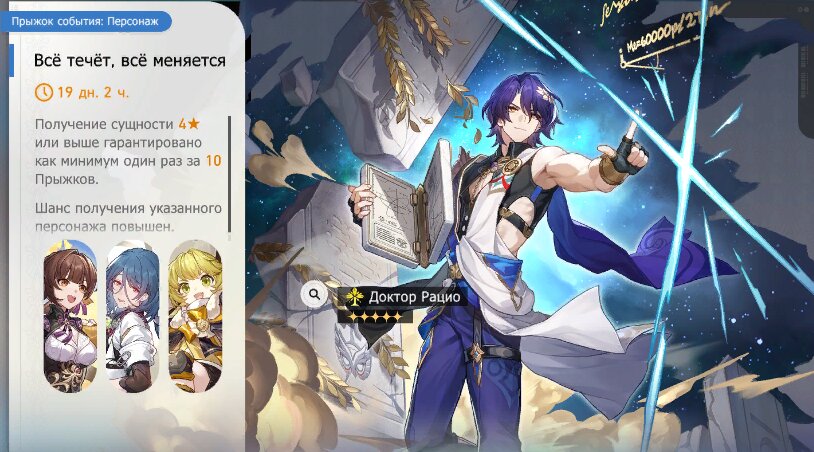 Прыжок события: Персонаж
Всё течёт, всё меняется
19 дн. 2 ч.
Получение сущности 4★
или выше гарантировано
как минимум один раз за 10
Прыжков.
Шанс получения указанного
персонажа повышен.
Доктор Рацио